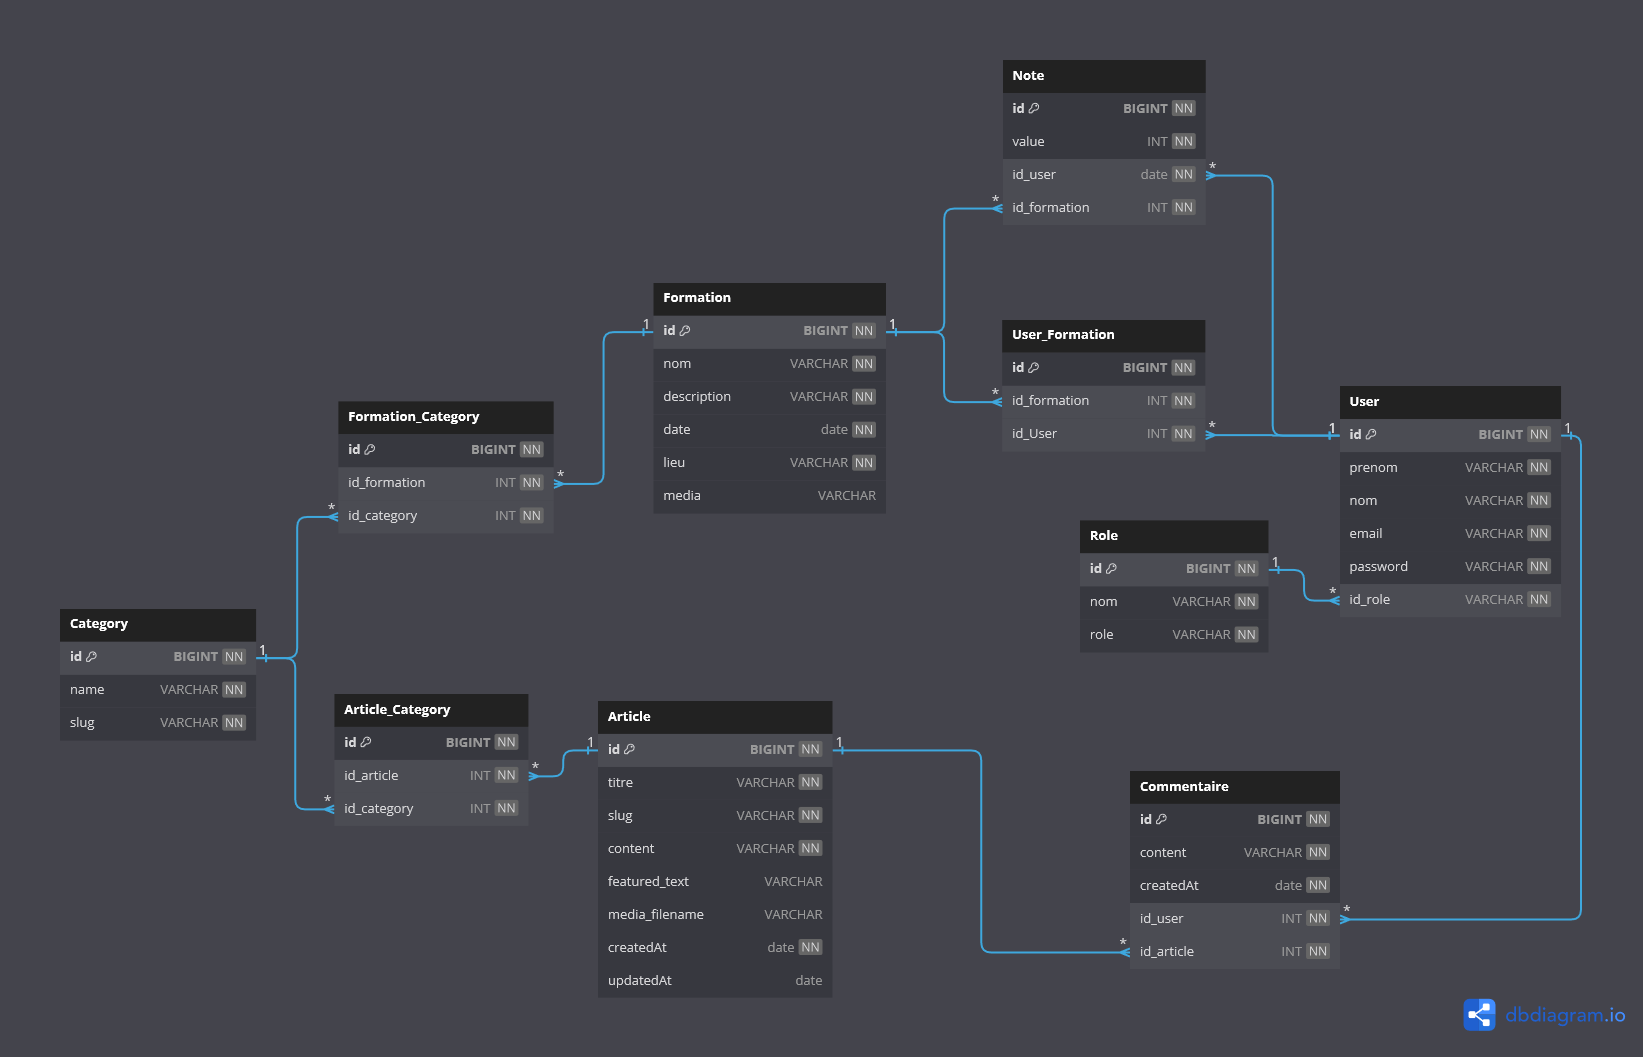 Note
id BIGINT NN
value INT NN
id_user date NN
id_formation INT NN
Formation
id BIGINT NN
nom VARCHAR NN
description VARCHAR NN
date date NN
lieu VARCHAR NN
media VARCHAR
User_Formation
id BIGINT NN
id_formation INT NN
id_User INT NN
User
id BIGINT NN
prenom VARCHAR NN
nom VARCHAR NN
email VARCHAR NN
password VARCHAR NN
id_role VARCHAR NN
Formation_Category
id BIGINT NN
id_formation INT NN
id_category INT NN
Role
id BIGINT NN
nom VARCHAR NN
role VARCHAR NN
Category
id BIGINT NN
name VARCHAR NN
slug VARCHAR NN
Article_Category
id BIGINT NN
id_article INT NN
id_category INT NN
Article
id BIGINT NN
titre VARCHAR NN
slug VARCHAR NN
content VARCHAR NN
featured_text VARCHAR
media_filename VARCHAR
createdAt date NN
updatedAt date
Commentaire
id BIGINT NN
content VARCHAR NN
createdAt date NN
id_user INT NN
id_article INT NN
1
*
1
*
1
*
1
*
*
1
*
*
1
*
1
*
1
*
1
*
dbdiagram.io